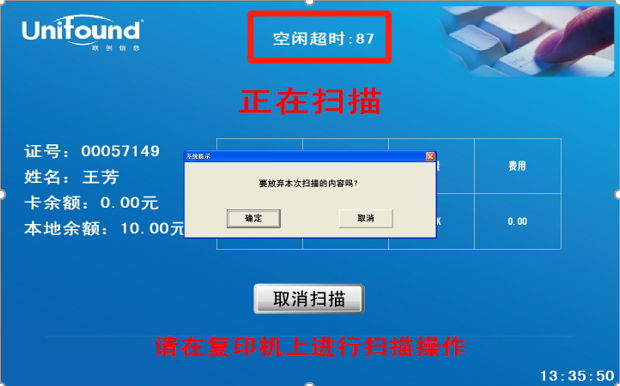 Unifound
联创信息
空闲超时:87
正在扫描
证号：00057149
姓名：王芳
卡余额：0.00元
本地余额：10.00元
费用
K
0.00
系统提示
要放弃本次扫描的内容吗?
确定
取消
取消扫描
请在复印机上进行扫描操作
13:35:50